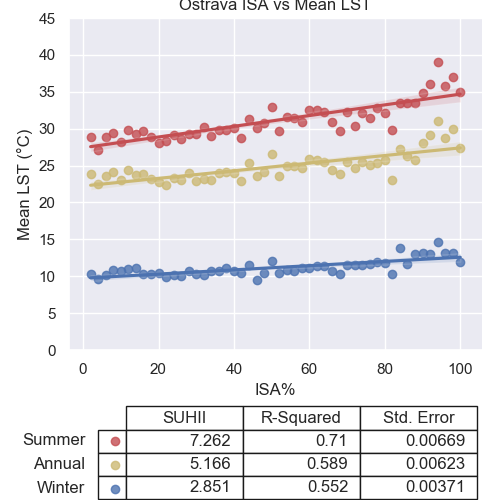 Ostrava ISA vs Mean LST
45
40
35
30
25
20
15
10
5
0
Mean LST (°C)
0 20 40 60 80 100
ISA%
SUHII R-Squared Std. Error
Summer 7.262 0.71 0.00669
Annual 5.166 0.589 0.00623
Winter 2.851 0.552 0.00371